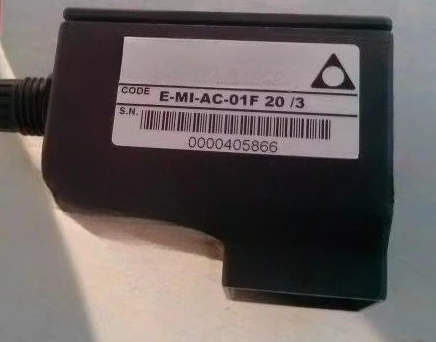 CODE E-MI-AC-01F 20 /3
S.N.
0000405866